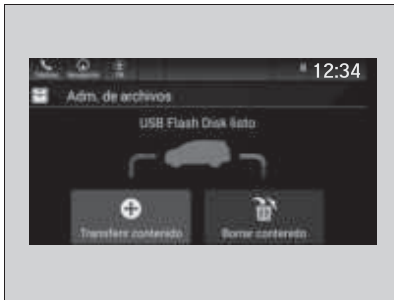 12:34
Adm. de archivos
USB Flash Disk listo
Transferir contenido
Borrar contenido